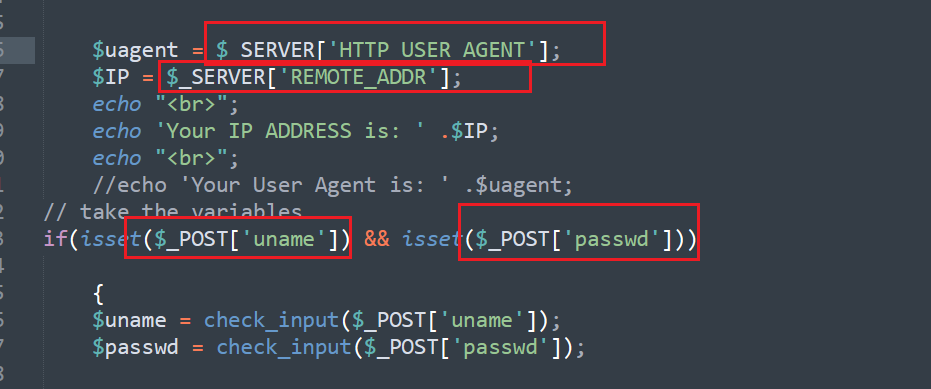 $uagent = $_SERVER['HTTP_USER_AGENT'];
$IP = $_SERVER['REMOTE_ADDR'];
echo "<br>";
echo 'Your IP ADDRESS is: ' .$IP;
echo "<br>";
//echo 'Your User Agent is: ' .$uagent;
// take the variables
if(isset($_POST['uname']) && isset($_POST['passwd']))
{
$uname = check_input($_POST['uname']);
$passwd = check_input($_POST['passwd']);